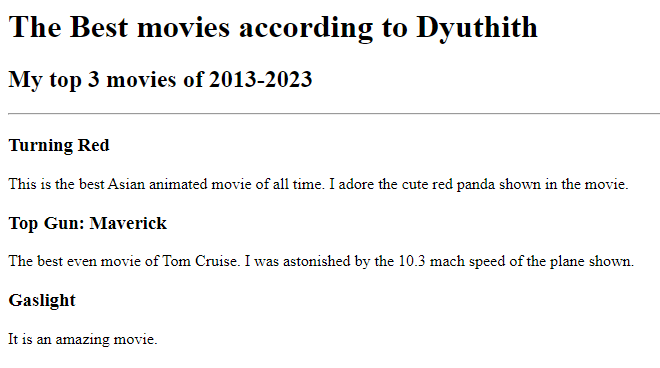 The Best movies according to Dyuthith
My top 3 movies of 2013-2023
Turning Red
This is the best Asian animated movie of all time. I adore the cute red panda shown in the movie.
Top Gun: Maverick
The best even movie of Tom Cruise. I was astonished by the 10.3 mach speed of the plane shown.
Gaslight
It is an amazing movie.